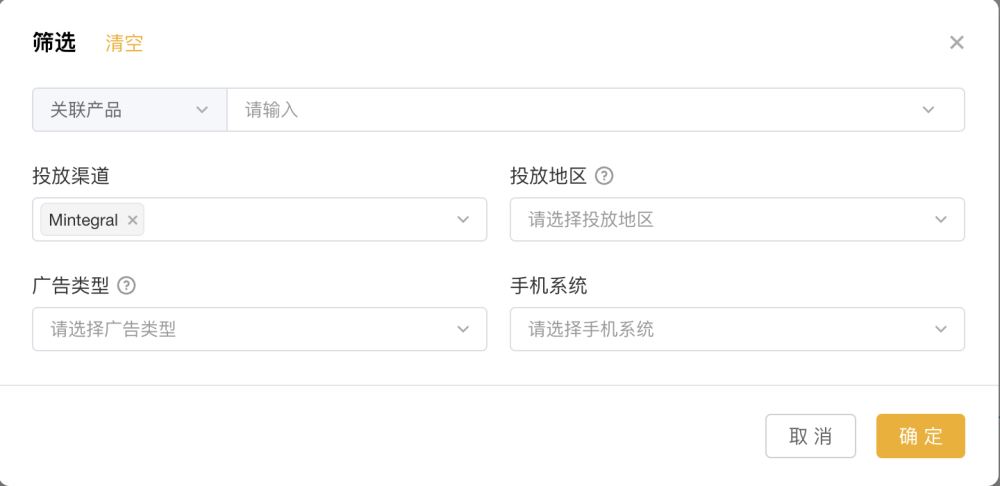 筛选 清空
关联产品 请输入
投放渠道 投放地区
Mintegral 请选择投放地区
广告类型 手机系统
请选择广告类型 请选择手机系统
取消 确定